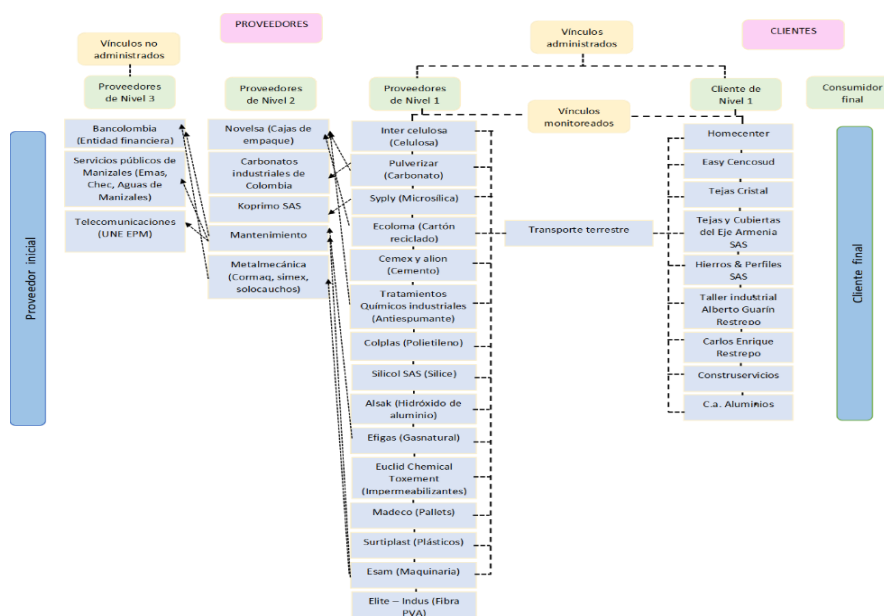 PROVEEDORES
Vínculos
administrados
CLIENTES
Vínculos no
administrados
Proveedores
de Nivel 3
Proveedores
de Nivel 2
Proveedores
de Nivel 1
Vínculos
monitoreados
Cliente de
Nivel 1
Consumidor
final
Proveedor inicial
Bancolombia
(Entidad financiera)
Servicios públicos de
Manizales (Emas,
Chec, Aguas de
Manizales)
Telecomunicaciones
(UNE EPM)
Novelsa (Cajas de
empaque)
Carbonatos
industriales de
Colombia
Koprimo SAS
Mantenimiento
Metalmecánica
(Cormaq, simex,
solocauchos)
Inter celulosa
(Celulosa)
Pulverizar
(Carbonato)
Syply (Microsílica)
Ecoloma (Cartón
reciclado)
Cemex y alion
(Cemento)
Tratamientos
Químicos industriales
(Antiespumante)
Colplas (Polietileno)
Silicol SAS (Sílice)
Alsak (Hidróxido de
aluminio)
Efigas (Gasnatural)
Euclid Chemical
Toxement
(Impermeabilizantes)
Madeco (Pallets)
Surtiplast (Plásticos)
Esam (Maquinaria)
Elite – Indus (Fibra
PVA)
Transporte terrestre
Homecenter
Easy Cencosud
Tejas Cristal
Tejas y Cubiertas
del Eje Armenia
SAS
Hierros & Perfiles
SAS
Taller industrial
Alberto Guarín
Restrepo
Carlos Enrique
Restrepo
Construservicios
C.a. Aluminios
Cliente final